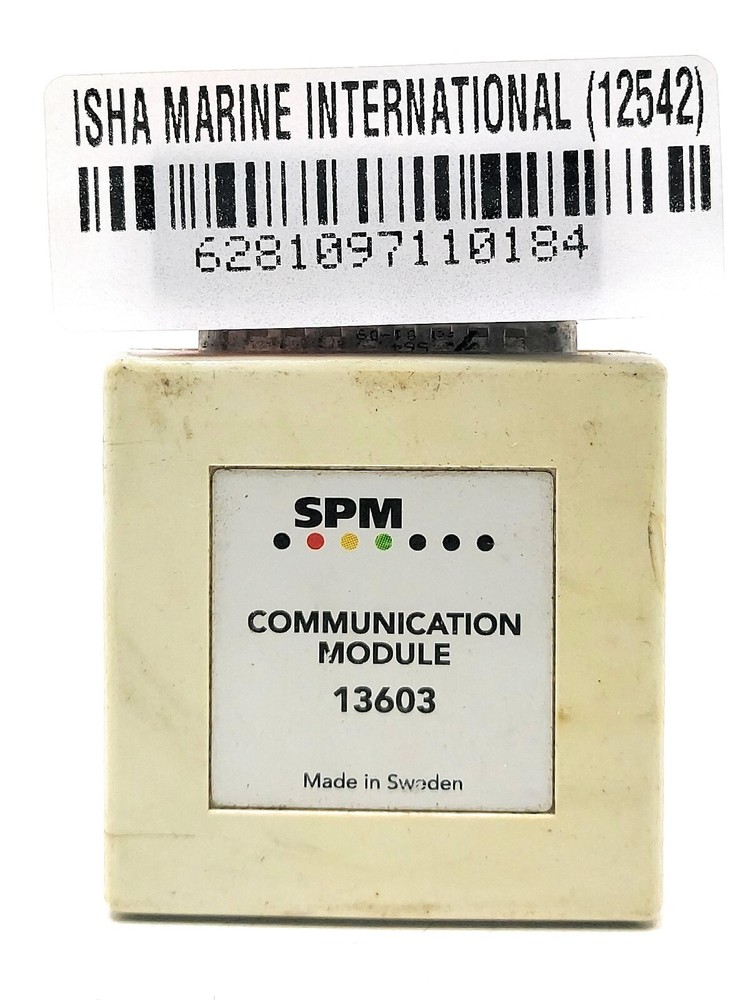 ISHA MARINE INTERNATIONAL (12542)
6281097110184
SPM
COMMUNICATION
MODULE
13603
Made in Sweden